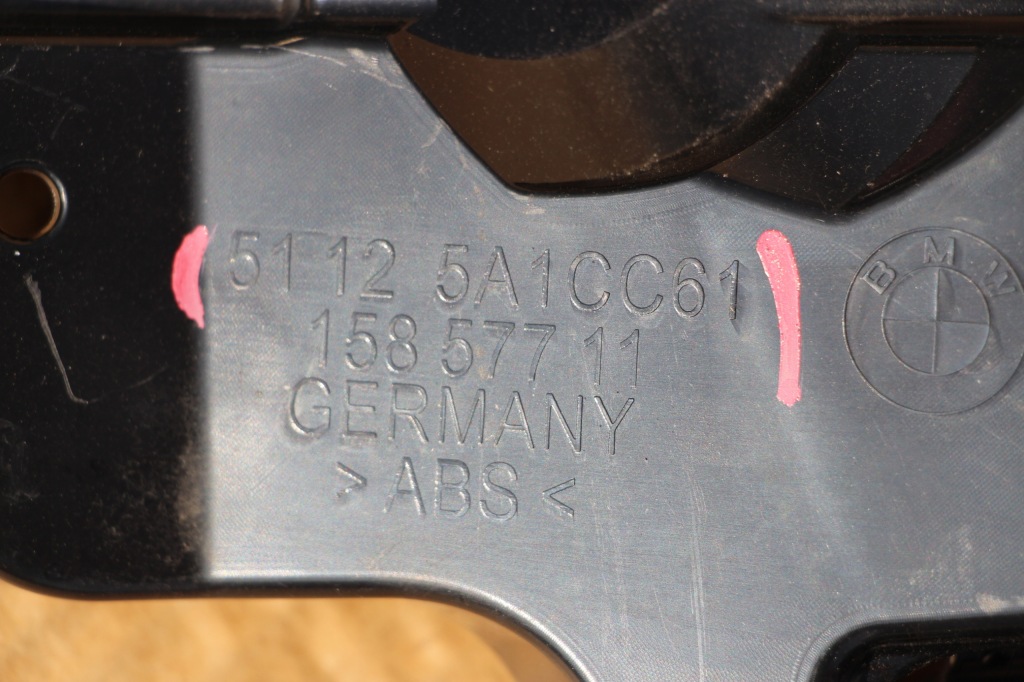 51 12 5A1CC61
158 577 11
GERMANY
> ABS <
BMW